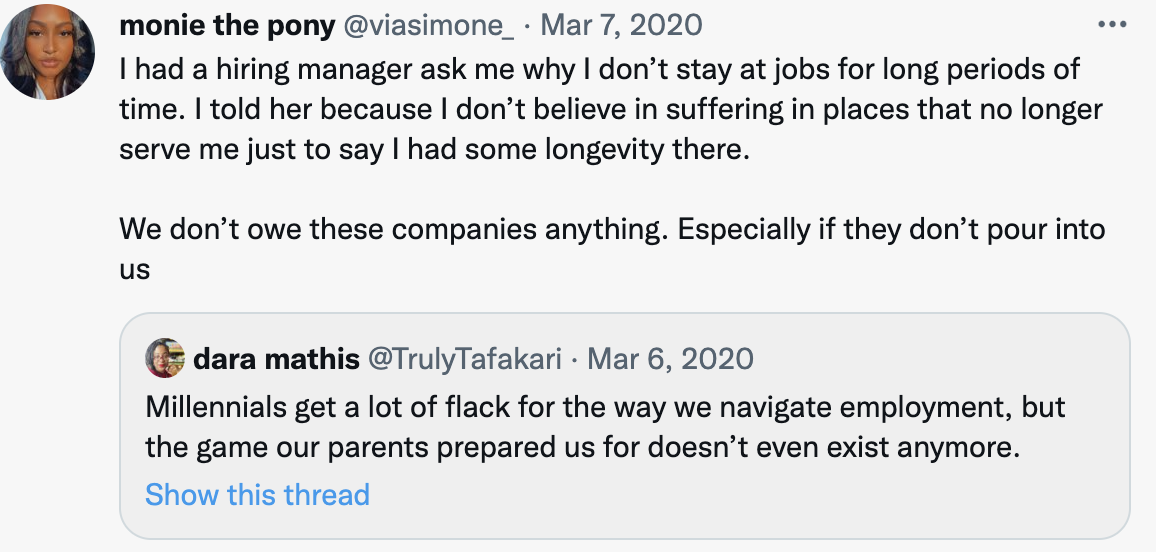 monie the pony @viasimone_ · Mar 7, 2020
I had a hiring manager ask me why I don’t stay at jobs for long periods of
time. I told her because I don’t believe in suffering in places that no longer
serve me just to say I had some longevity there.
We don’t owe these companies anything. Especially if they don’t pour into
us
dara mathis @TrulyTafakari · Mar 6, 2020
Millennials get a lot of flack for the way we navigate employment, but
the game our parents prepared us for doesn’t even exist anymore.
Show this thread